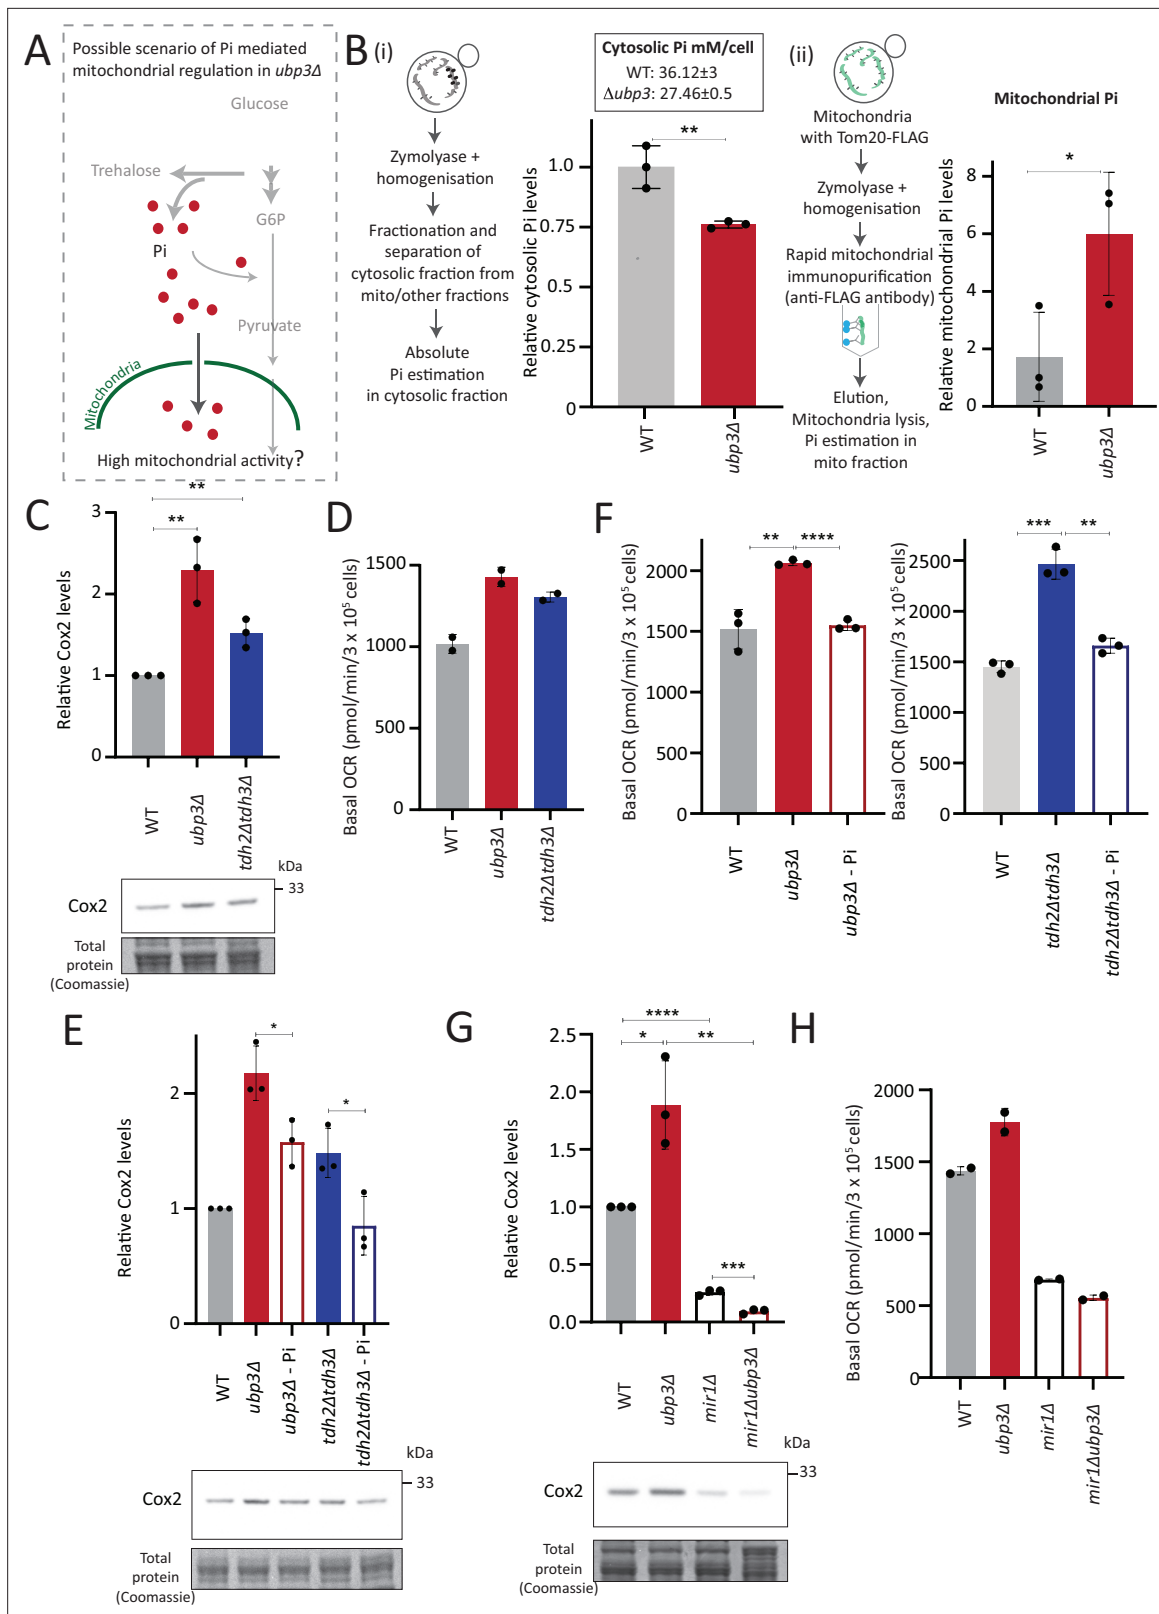 A
Possible scenario of Pi mediated
mitochondrial regulation in ubp3Δ
Glucose
Trehalose
G6P
Pi
Pyruvate
Mitochondria
High mitochondrial activity?
B
(i)
Zymolyase +
homogenisation
Fractionation and
separation of
cytosolic fraction from
mito/other fractions
Absolute
Pi estimation
in cytosolic fraction
Cytosolic Pi mM/cell
WT: 36.12±3
Δubp3: 27.46±0.5
**
Relative cytosolic Pi levels
1.0
0.75
0.5
0.25
0
WT
ubp3Δ
(ii)
Mitochondria
with Tom20-FLAG
Zymolyase +
homogenisation
Rapid mitochondrial
immunopurification
(anti-FLAG antibody)
Elution,
Mitochondria lysis,
Pi estimation in
mito fraction
Mitochondrial Pi
*
Relative mitochondrial Pi levels
8
6
4
2
0
WT
ubp3Δ
C
**
**
Relative Cox2 levels
3
2
1
0
WT
ubp3Δ
tdh2Δtdh3Δ
kDa
33
Cox2
Total
protein
(Coomassie)
D
Basal OCR (pmol/min/3 x 10⁵ cells)
1500
1000
500
0
WT
ubp3Δ
tdh2Δtdh3Δ
F
**
****
Basal OCR (pmol/min/3 x 10⁵ cells)
2000
1500
1000
500
0
WT
ubp3Δ
ubp3Δ - Pi
***
**
Basal OCR (pmol/min/3 x 10⁵ cells)
2500
2000
1500
1000
500
0
WT
tdh2Δtdh3Δ
tdh2Δtdh3Δ - Pi
E
*
*
Relative Cox2 levels
2
1
0
WT
ubp3Δ
ubp3Δ - Pi
tdh2Δtdh3Δ
tdh2Δtdh3Δ - Pi
kDa
33
Cox2
Total
protein
(Coomassie)
G
****
*
**
***
Relative Cox2 levels
2.5
2.0
1.5
1.0
0.5
0.0
WT
ubp3Δ
mir1Δ
mir1Δubp3Δ
kDa
33
Cox2
Total
protein
(Coomassie)
H
Basal OCR (pmol/min/3 x 10⁵ cells)
2000
1500
1000
500
0
WT
ubp3Δ
mir1Δ
mir1Δubp3Δ